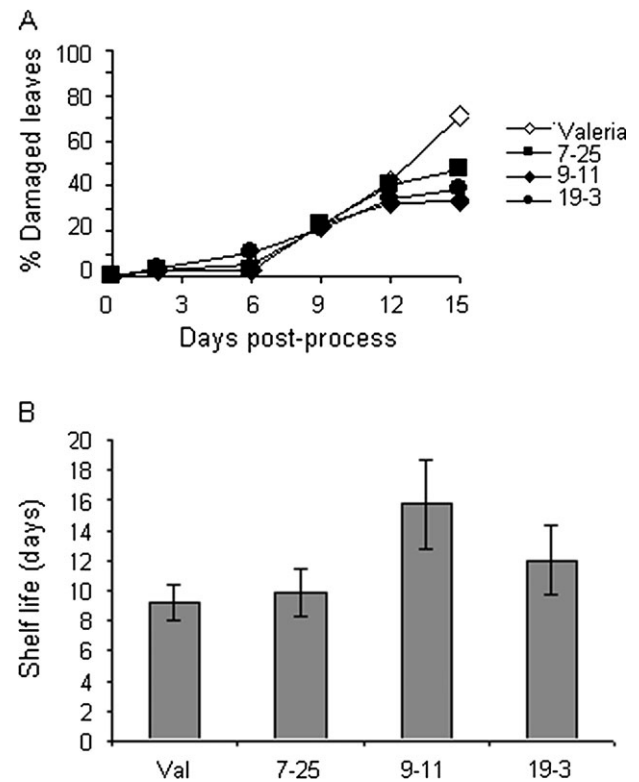 A
% Damaged leaves
100
80
60
40
20
0
0 3 6 9 12 15
Days post-process
Valeria
7-25
9-11
19-3
B
Shelf life (days)
20
18
16
14
12
10
8
6
4
2
0
Val 7-25 9-11 19-3